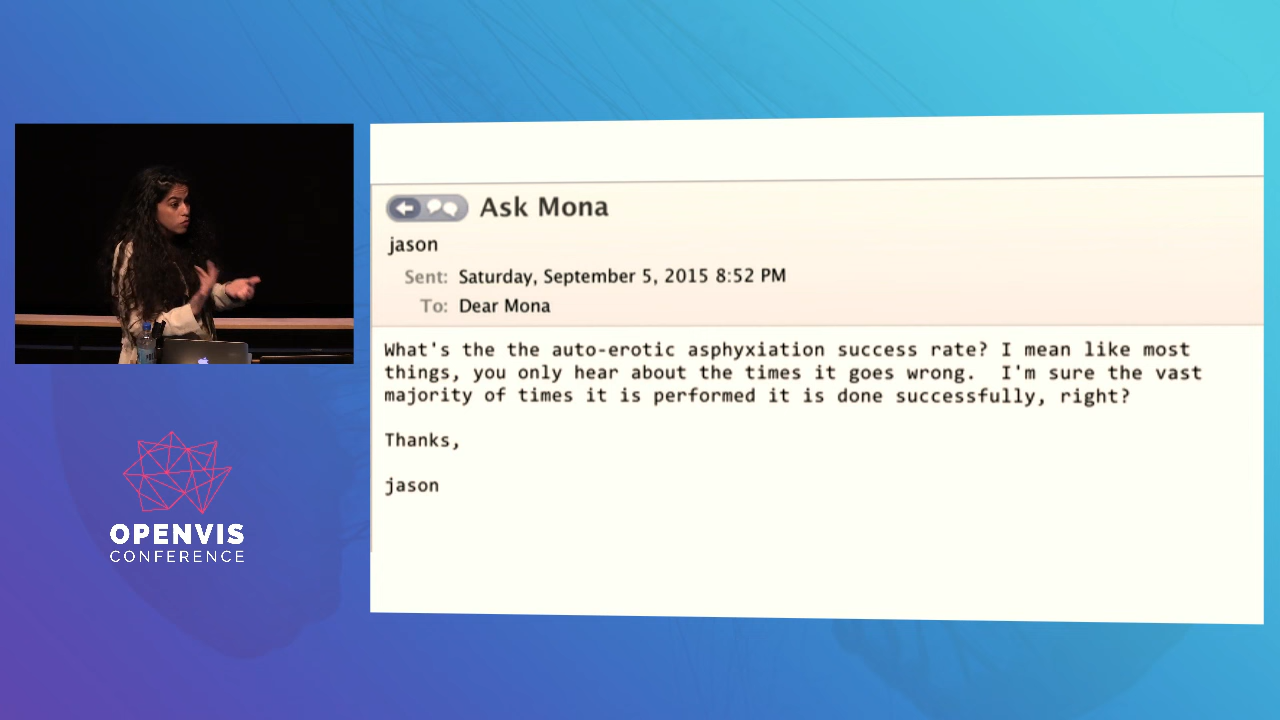 Ask Mona
jason
Sent: Saturday, September 5, 2015 8:52 PM
To: Dear Mona
What's the the auto-erotic asphyxiation success rate? I mean like most
things, you only hear about the times it goes wrong.  I'm sure the vast
majority of times it is performed it is done successfully, right?
Thanks,
jason
OPENVIS
CONFERENCE